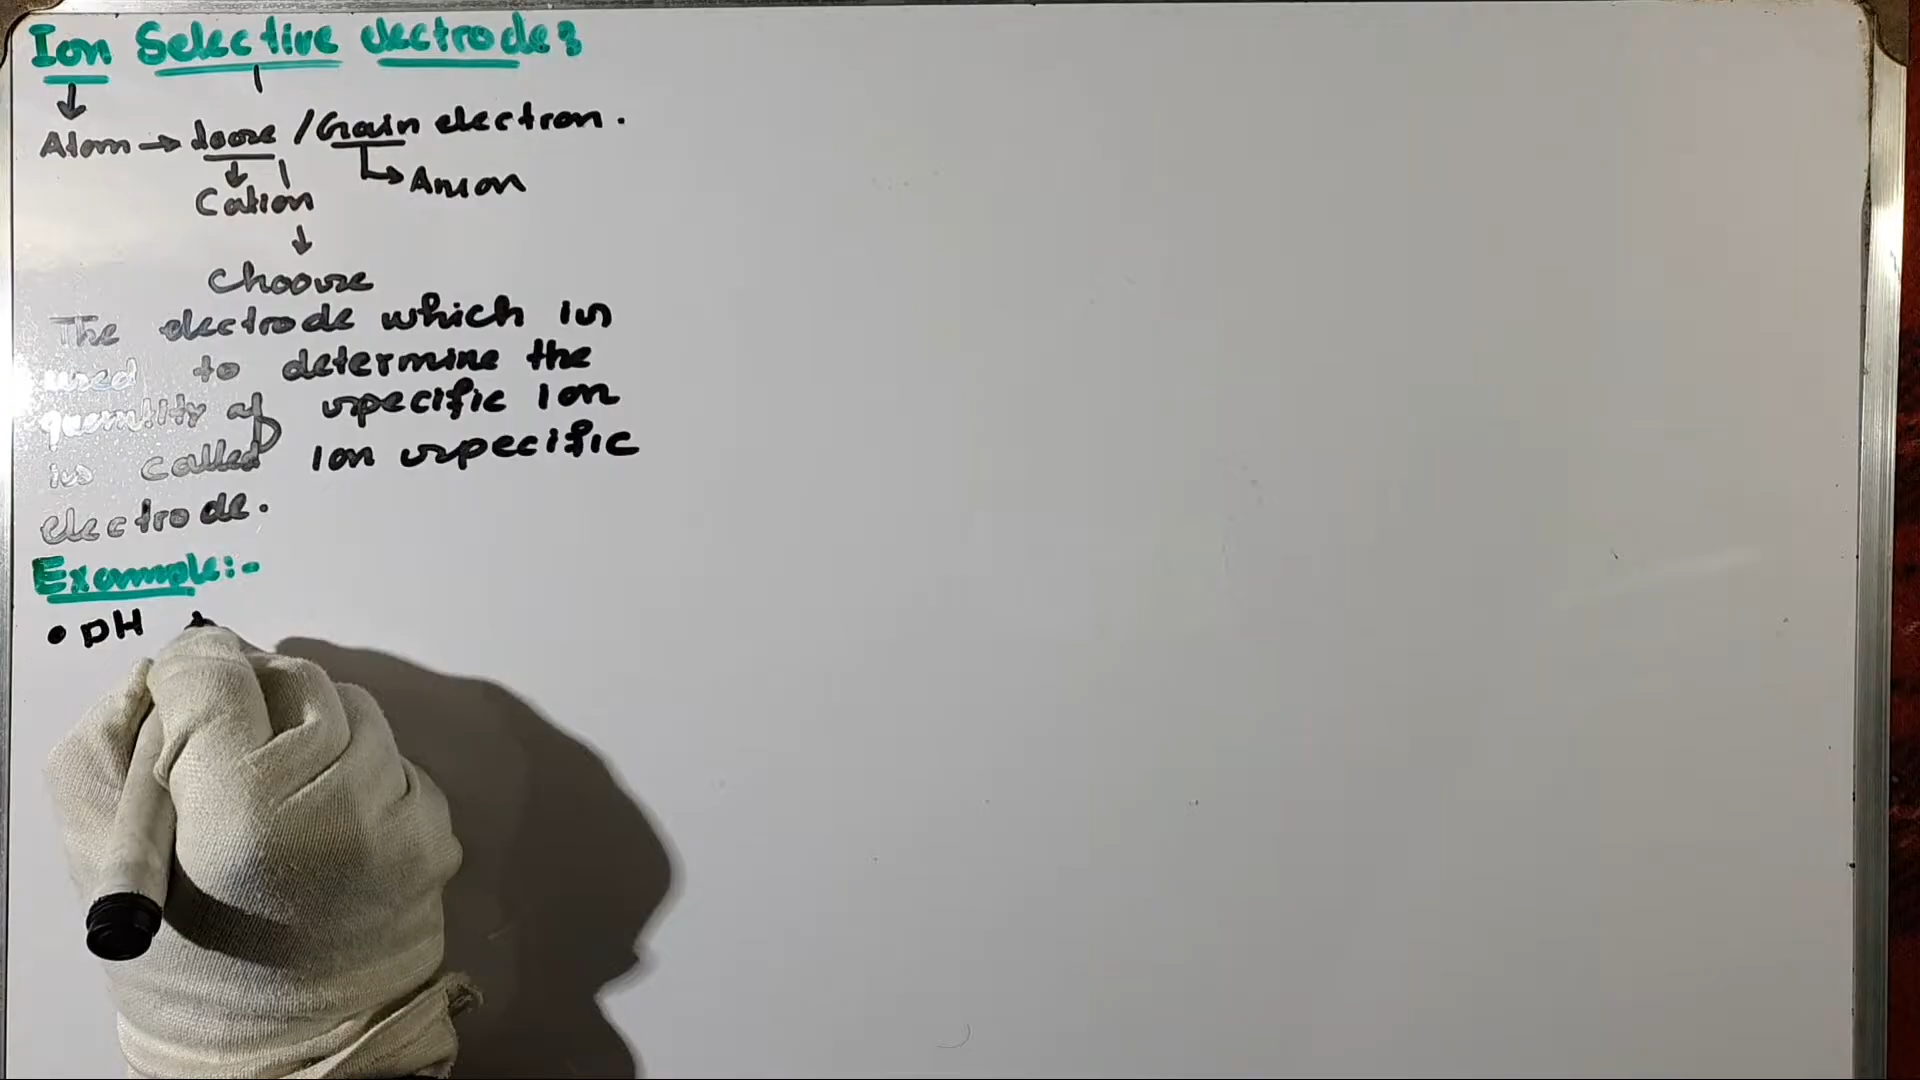 Ion Selective electrodes
Atom → loose / Gain electron.
Cation
Anion
Choose
The electrode which is
used to determine the
quantity of specific Ion
is called Ion specific
electrode.
Example:-
• pH